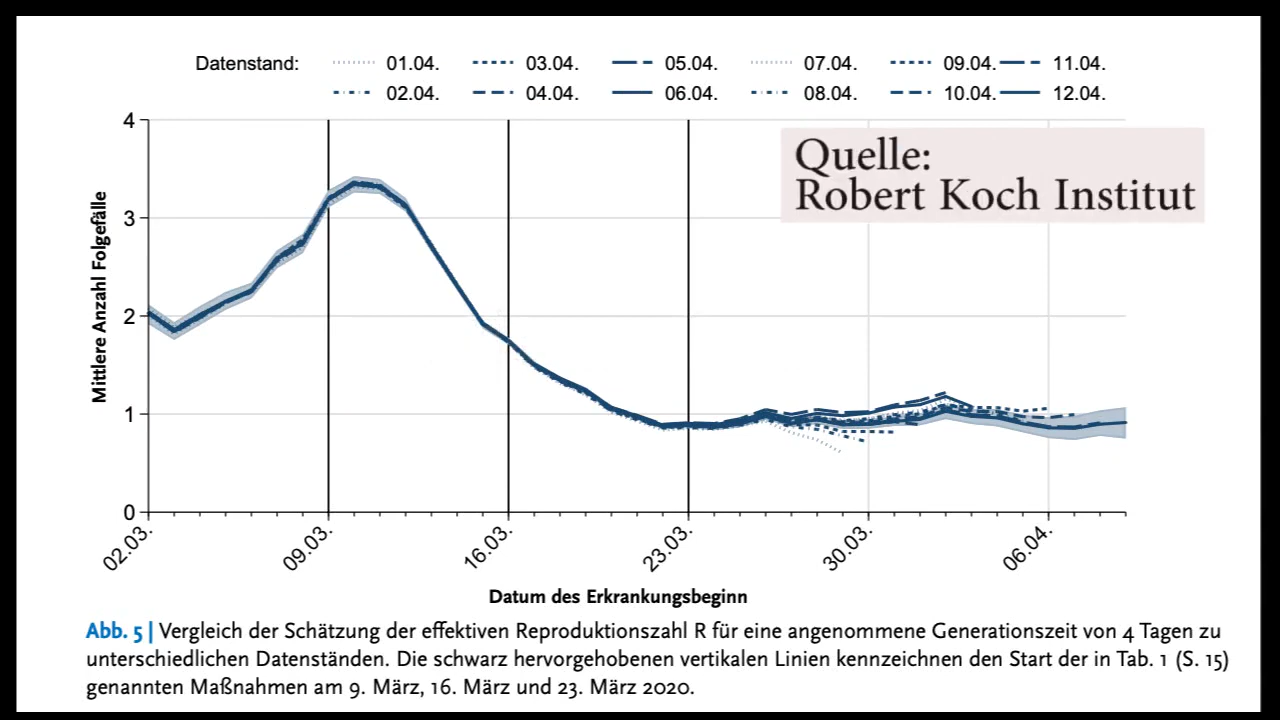 Datenstand: 01.04. 03.04. 05.04. 07.04. 09.04. 11.04.
02.04. 04.04. 06.04. 08.04. 10.04. 12.04.
Quelle:
Robert Koch Institut
Mittlere Anzahl Folgefälle
4
3
2
1
0
02.03. 09.03. 16.03. 23.03. 30.03. 06.04.
Datum des Erkrankungsbeginn
Abb. 5 | Vergleich der Schätzung der effektiven Reproduktionszahl R für eine angenommene Generationszeit von 4 Tagen zu
unterschiedlichen Datenständen. Die schwarz hervorgehobenen vertikalen Linien kennzeichnen den Start der in Tab. 1 (S. 15)
genannten Maßnahmen am 9. März, 16. März und 23. März 2020.